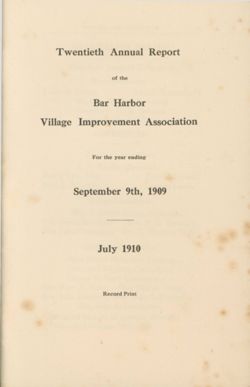 Twentieth Annual Report
of the
Bar Harbor
Village Improvement Association
For the year ending
September 9th, 1909
July 1910
Record Print